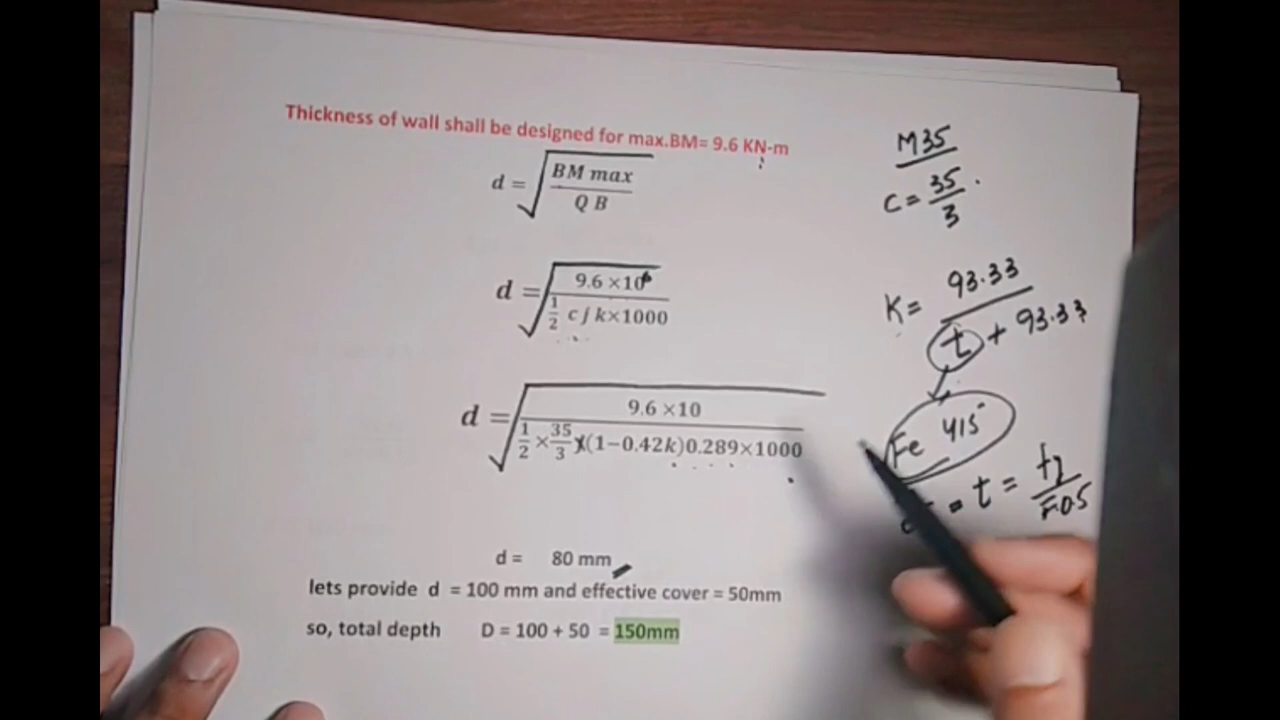 Thickness of wall shall be designed for max.BM= 9.6 KN-m
d = √(BM max / Q B)
d = √(9.6 ×10⁶ / ½ c j k×1000)
d = √(9.6 ×10 / ½ × 35/3 ×(1−0.42k)0.289×1000)
d = 80 mm
lets provide d = 100 mm and effective cover = 50mm
so, total depth D = 100 + 50 = 150mm
M35
C = 35/3
K = 93.33 / t + 93.33
Fe 415
t =